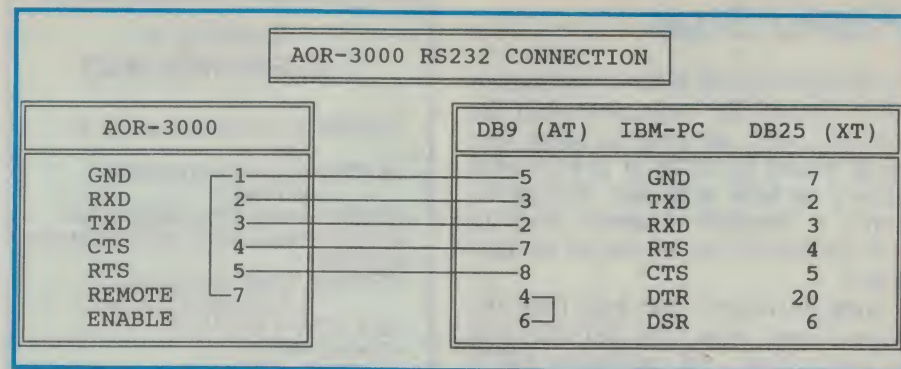 AOR-3000 RS232 CONNECTION
AOR-3000
GND 1
RXD 2
TXD 3
CTS 4
RTS 5
REMOTE 7
ENABLE
DB9 (AT) IBM-PC DB25 (XT)
5 GND 7
3 TXD 2
2 RXD 3
7 RTS 4
8 CTS 5
4 DTR 20
6 DSR 6